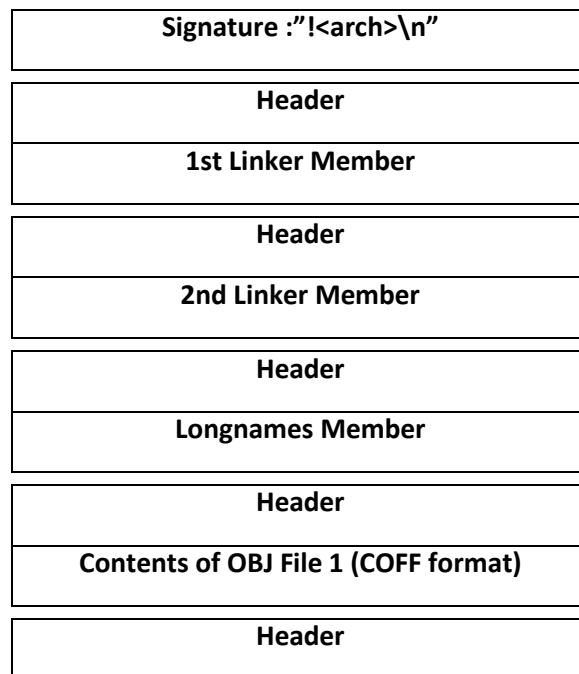 Signature :”!<arch>\n”
Header
1st Linker Member
Header
2nd Linker Member
Header
Longnames Member
Header
Contents of OBJ File 1 (COFF format)
Header